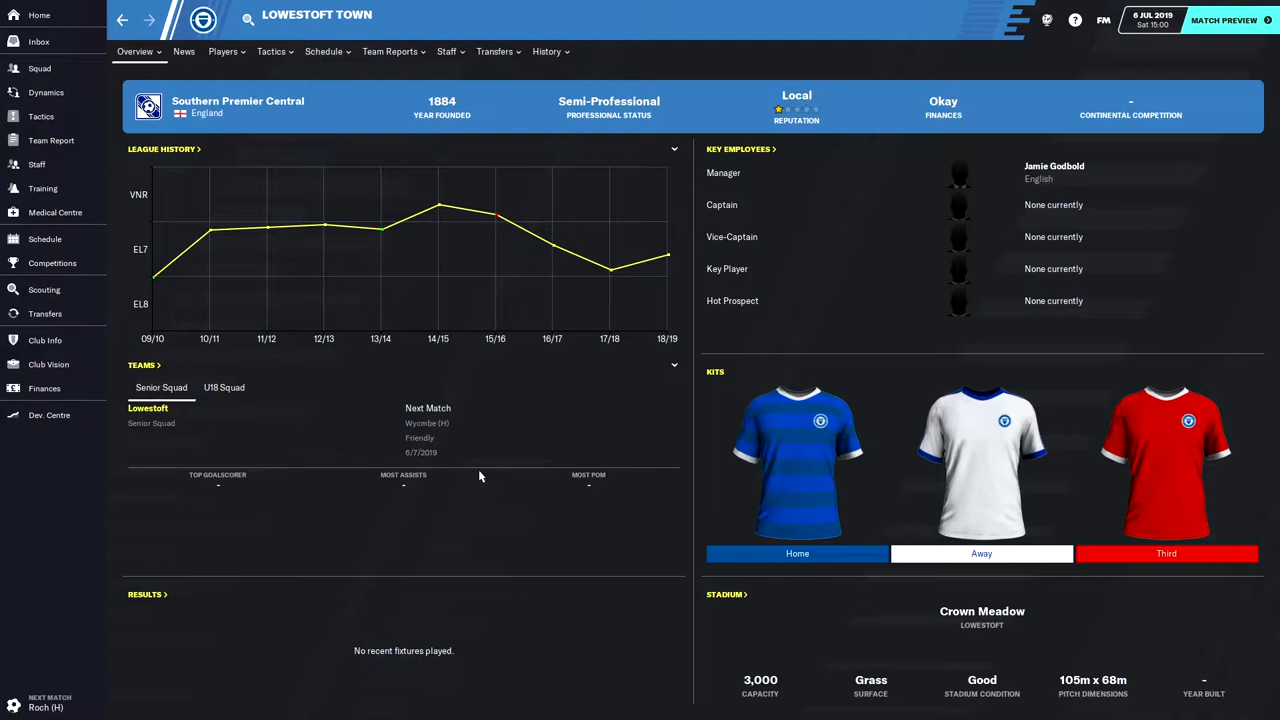 Home
LOWESTOFT TOWN
FM
6 JUL 2019
Sat 15:00
MATCH PREVIEW
Inbox
Squad
Dynamics
Tactics
Team Report
Staff
Training
Medical Centre
Schedule
Competitions
Scouting
Transfers
Club Info
Club Vision
Finances
Dev. Centre
NEXT MATCH
Roch (H)
Overview
News
Players
Tactics
Schedule
Team Reports
Staff
Transfers
History
Southern Premier Central
England
1884
YEAR FOUNDED
Semi-Professional
PROFESSIONAL STATUS
Local
REPUTATION
Okay
FINANCES
-
CONTINENTAL COMPETITION
LEAGUE HISTORY >
VNR
EL7
EL8
09/10 10/11 11/12 12/13 13/14 14/15 15/16 16/17 17/18 18/19
TEAMS >
Senior Squad U18 Squad
Lowestoft
Senior Squad
Next Match
Wycombe (H)
Friendly
6/7/2019
TOP GOALSCORER
-
MOST ASSISTS
-
MOST POM
-
RESULTS >
No recent fixtures played.
KEY EMPLOYEES >
Manager
Jamie Godbold
English
Captain None currently
Vice-Captain None currently
Key Player None currently
Hot Prospect None currently
KITS
Home Away Third
STADIUM >
Crown Meadow
LOWESTOFT
3,000
CAPACITY
Grass
SURFACE
Good
STADIUM CONDITION
105m x 68m
PITCH DIMENSIONS
-
YEAR BUILT